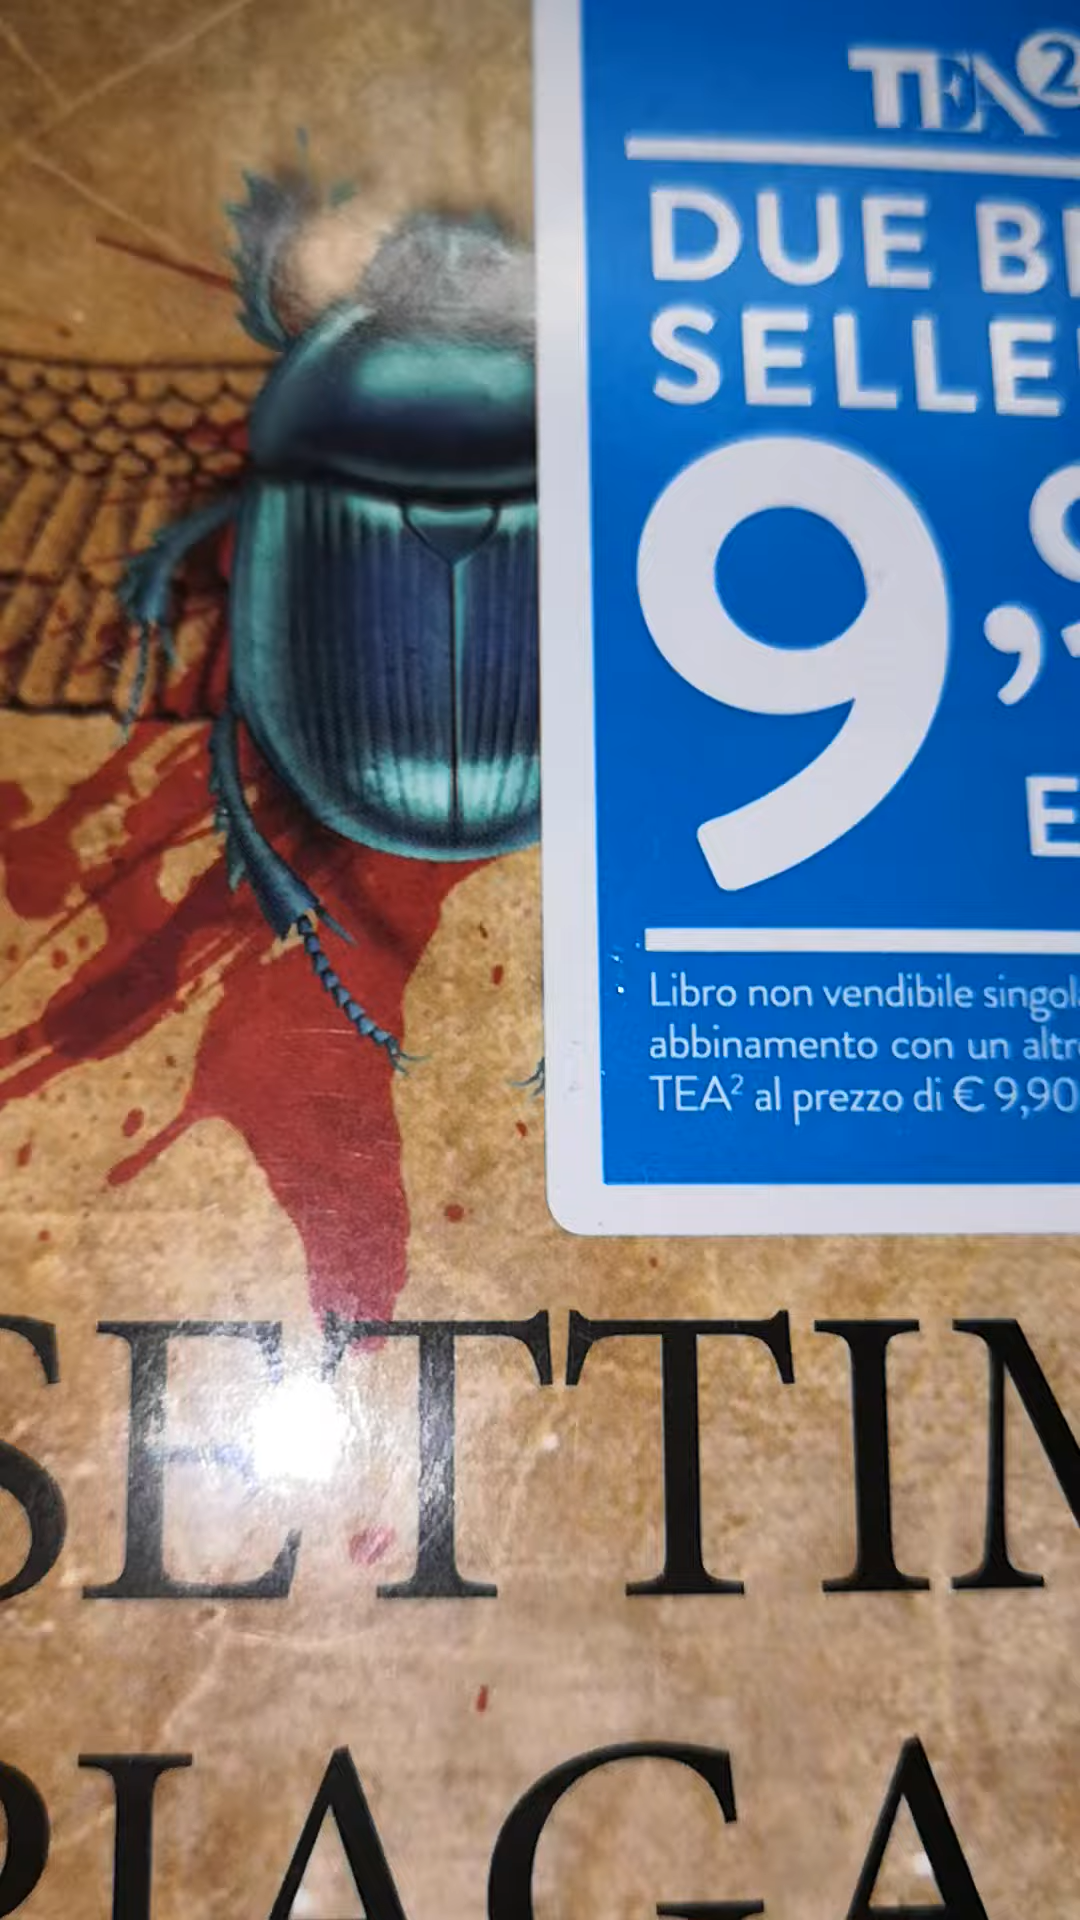 TEA²
DUE BE
SELLE
9,9
E
Libro non vendibile singol
abbinamento con un altr
TEA² al prezzo di € 9,90
SETTIM
PIAGA